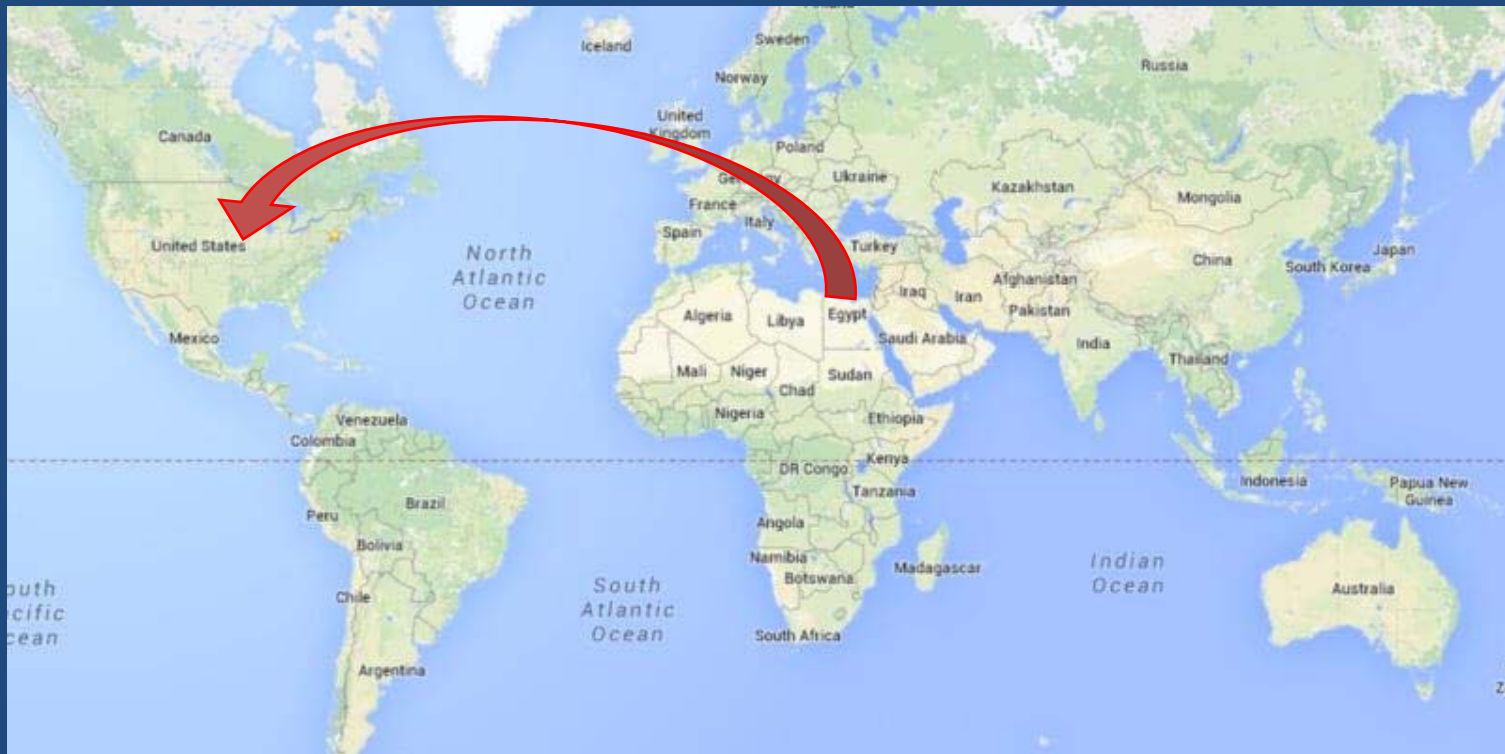 Iceland
Sweden
Norway
Russia
Canada
United
Kingdom
Poland
Germany
Ukraine
Kazakhstan
Mongolia
France
Italy
Spain
Turkey
United States
North
Atlantic
Ocean
China
Japan
South Korea
Afghanistan
Iraq
Iran
Pakistan
Algeria
Libya
Egypt
Saudi Arabia
Mexico
India
Thailand
Mali
Niger
Sudan
Chad
Nigeria
Ethiopia
Venezuela
Colombia
Kenya
DR Congo
Indonesia
Papua New
Guinea
Tanzania
Brazil
Peru
Angola
Bolivia
Namibia
Botswana
Madagascar
Indian
Ocean
Australia
Chile
South
Atlantic
Ocean
outh
cific
cean
South Africa
Argentina